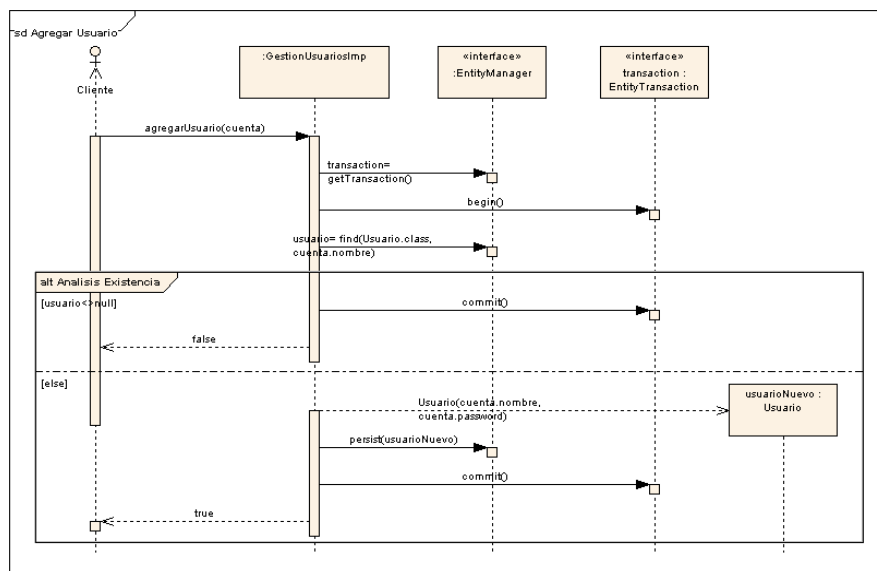 sd Agregar Usuario
Cliente
:GestionUsuariosImp
«interface»
:EntityManager
«interface»
transaction :
EntityTransaction
agregarUsuario(cuenta)
transaction=
getTransaction()
begin()
usuario= find(Usuario.class,
cuenta.nombre)
alt Analisis Existencia
[usuario<>null]
commit()
false
[else]
Usuario(cuenta.nombre,
cuenta.password)
usuarioNuevo :
Usuario
persist(usuarioNuevo)
commit()
true